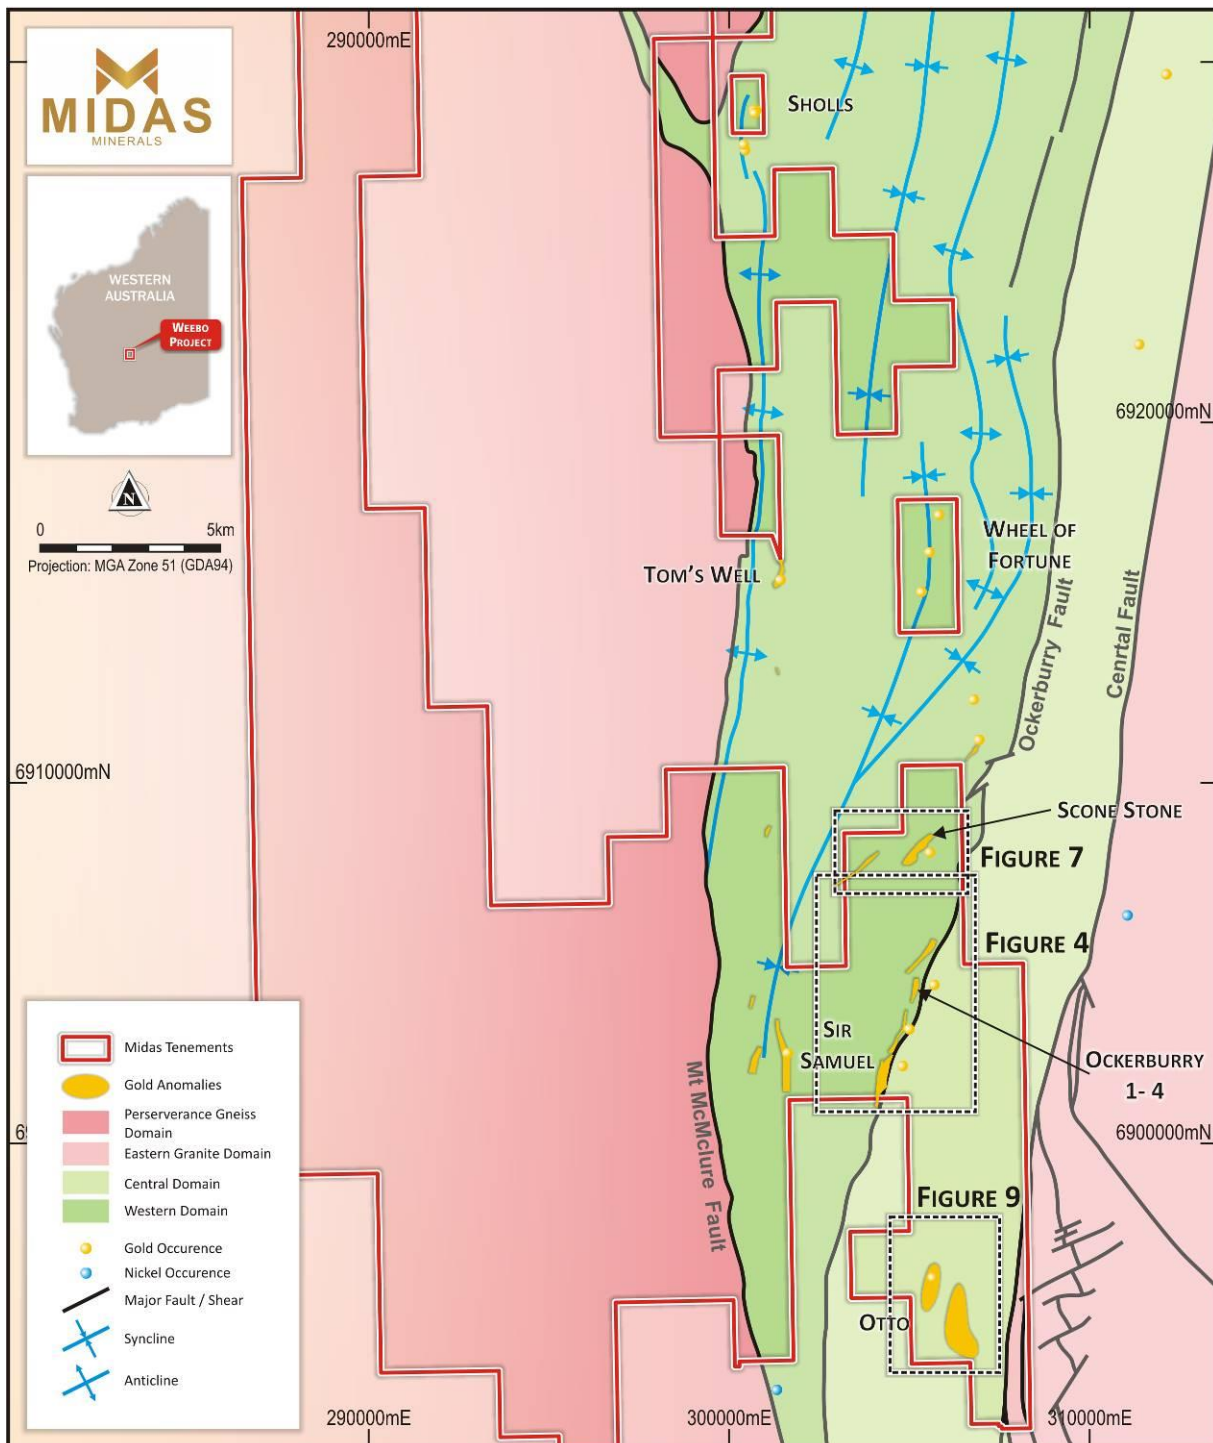 MIDAS
MINERALS
290000mE
WESTERN
AUSTRALIA
WEEBO
PROJECT
N
0 5km
Projection: MGA Zone 51 (GDA94)
SHOLLS
6920000mN
WHEEL OF
FORTUNE
TOM'S WELL
Ockerburry Fault
Cenrtal Fault
6910000mN
SCONE STONE
FIGURE 7
FIGURE 4
SIR
SAMUEL
OCKERBURRY
1- 4
Mt McMclure Fault
69
6900000mN
FIGURE 9
OTTO
Midas Tenements
Gold Anomalies
Perserverance Gneiss
Domain
Eastern Granite Domain
Central Domain
Western Domain
Gold Occurence
Nickel Occurence
Major Fault / Shear
Syncline
Anticline
290000mE
300000mE
310000mE